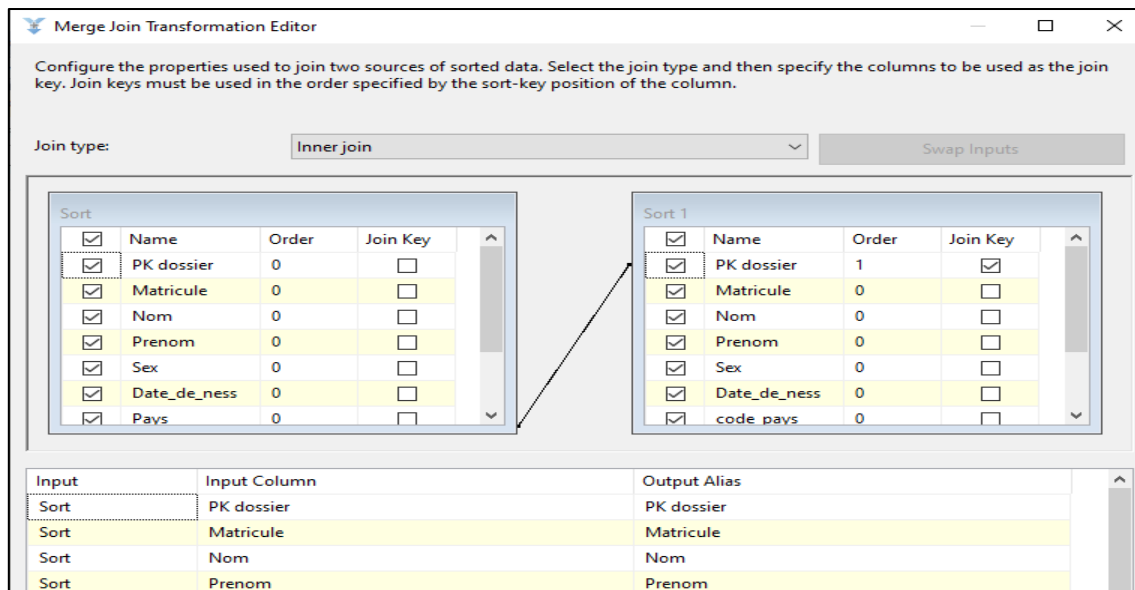 Merge Join Transformation Editor
Configure the properties used to join two sources of sorted data. Select the join type and then specify the columns to be used as the join
key. Join keys must be used in the order specified by the sort-key position of the column.
Join type: Inner join Swap Inputs
Sort
Name Order Join Key
PK dossier 0
Matricule 0
Nom 0
Prenom 0
Sex 0
Date_de_ness 0
Pays 0
Sort 1
Name Order Join Key
PK dossier 1
Matricule 0
Nom 0
Prenom 0
Sex 0
Date_de_ness 0
code_pays 0
Input Input Column Output Alias
Sort PK dossier PK dossier
Sort Matricule Matricule
Sort Nom Nom
Sort Prenom Prenom